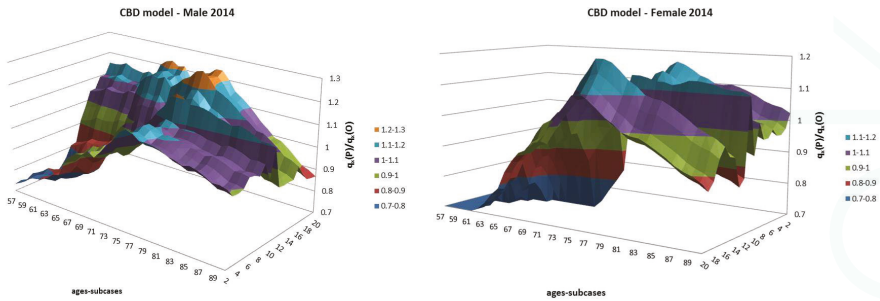 CBD model - Male 2014
1.3
1.2
1.1
1
0.9
0.8
0.7
qx(P)/qx(O)
1.2-1.3
1.1-1.2
1-1.1
0.9-1
0.8-0.9
0.7-0.8
57 59 61 63 65 67 69 71 73 75 77 79 81 83 85 87 89
2 4 6 8 10 12 14 16 18 20
ages-subcases
CBD model - Female 2014
1.2
1.1
1
0.9
0.8
0.7
qx(P)/qx(O)
1.1-1.2
1-1.1
0.9-1
0.8-0.9
0.7-0.8
57 59 61 63 65 67 69 71 73 75 77 79 81 83 85 87 89
20 18 16 14 12 10 8 6 4 2
ages-subcases